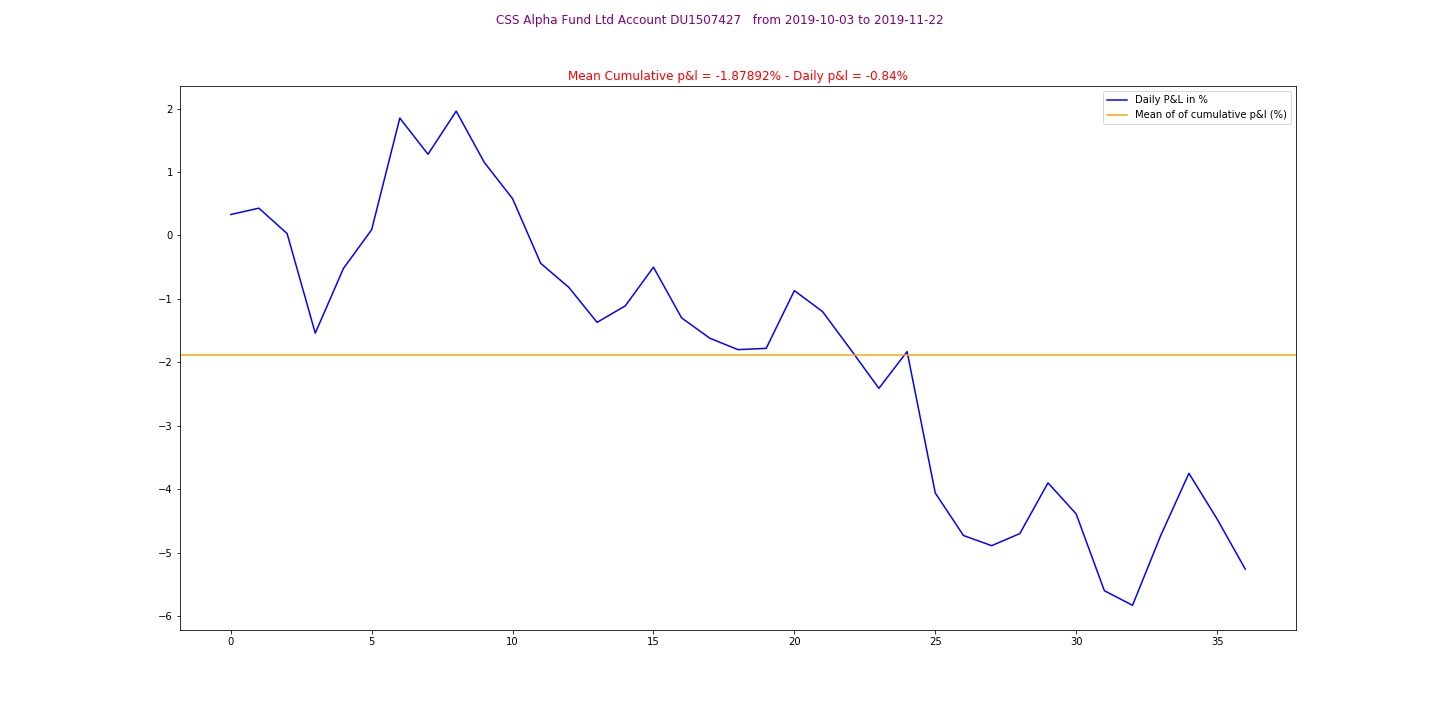 CSS Alpha Fund Ltd Account DU1507427   from 2019-10-03 to 2019-11-22
Mean Cumulative p&l = -1.87892% - Daily p&l = -0.84%
Daily P&L in %
Mean of of cumulative p&l (%)
2
1
0
−1
−2
−3
−4
−5
−6
0 5 10 15 20 25 30 35